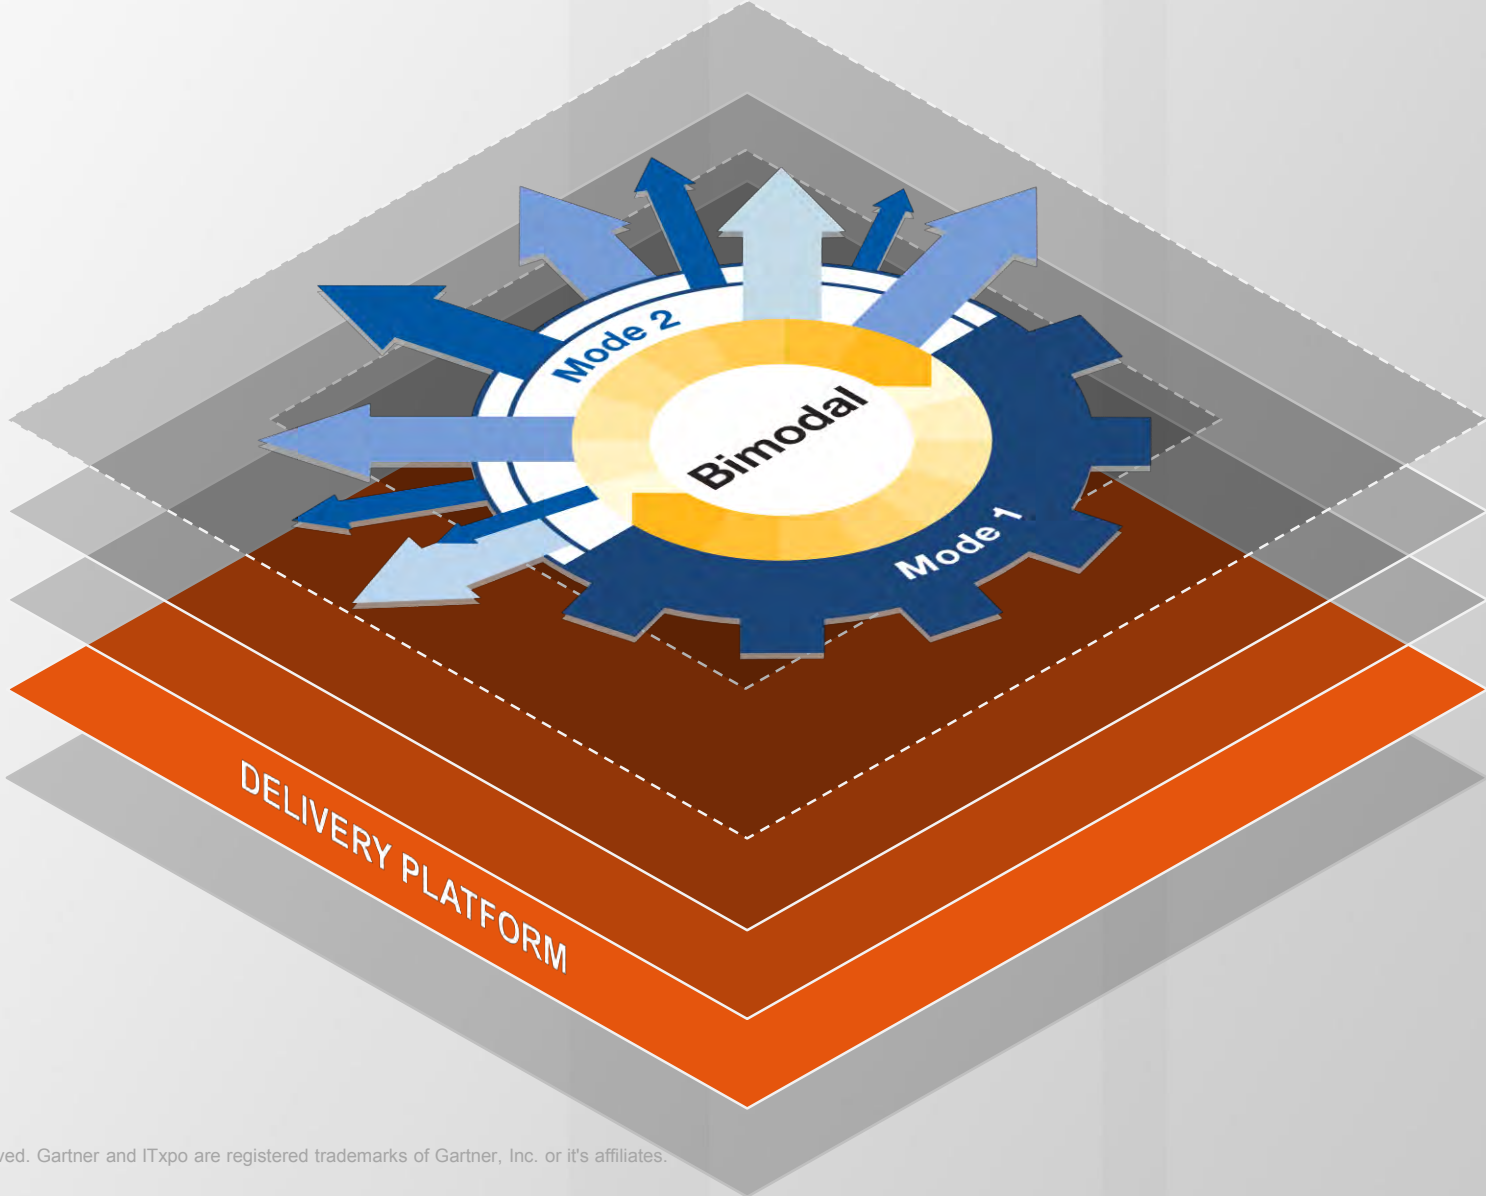 Mode 2
Bimodal
Mode 1
DELIVERY PLATFORM
Gartner and ITxpo are registered trademarks of Gartner, Inc. or it's affiliates.